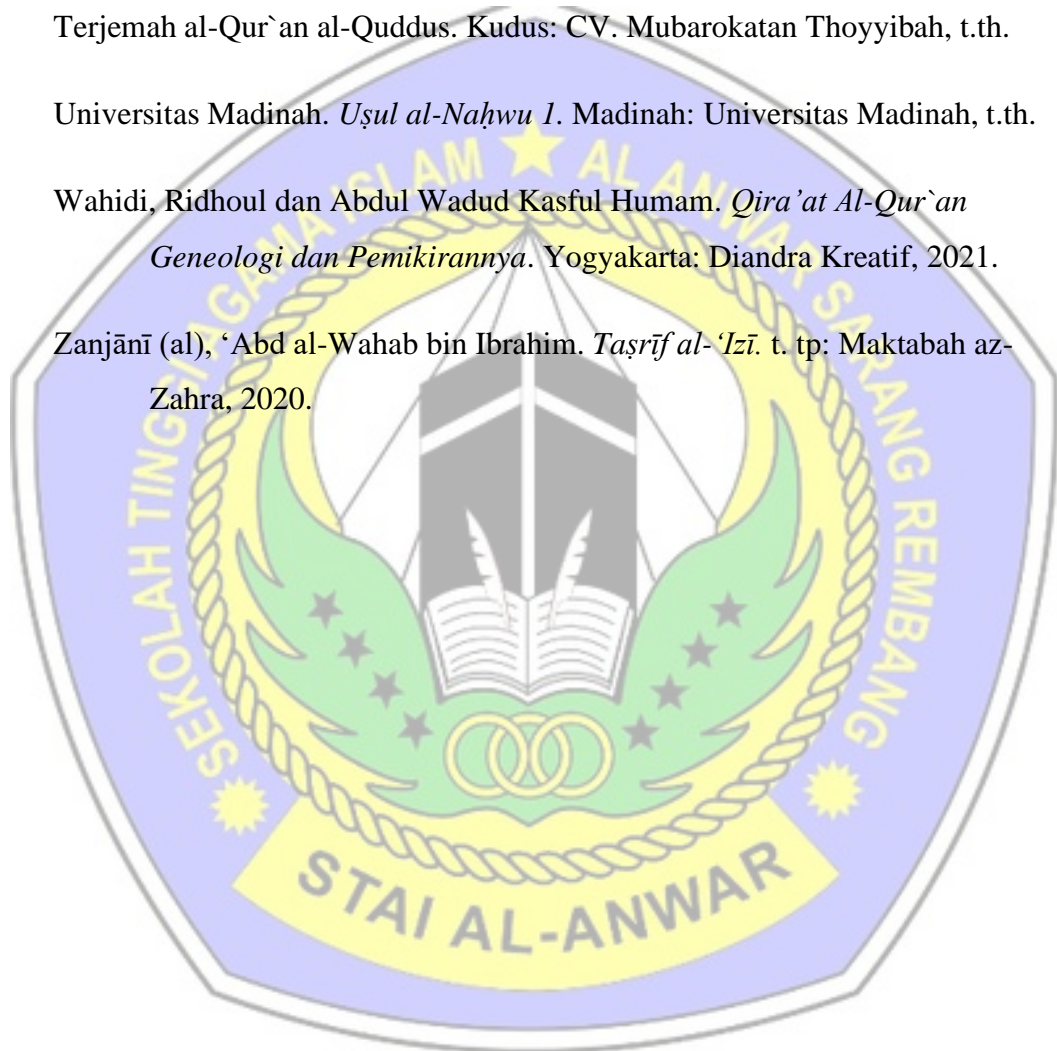 Terjemah al-Qur`an al-Quddus. Kudus: CV. Mubarokatan Thoyyibah, t.th.
Universitas Madinah. Uṣul al-Naḥwu 1. Madinah: Universitas Madinah, t.th.
Wahidi, Ridhoul dan Abdul Wadud Kasful Humam. Qira’at Al-Qur`an
Geneologi dan Pemikirannya. Yogyakarta: Diandra Kreatif, 2021.
Zanjānī (al), ‘Abd al-Wahab bin Ibrahim. Taṣrīf al-‘Izī. t. tp: Maktabah az-
Zahra, 2020.
SEKOLAH TINGGI AGAMA ISLAM ★ AL ANWAR SARANG REMBANG
STAI AL-ANWAR